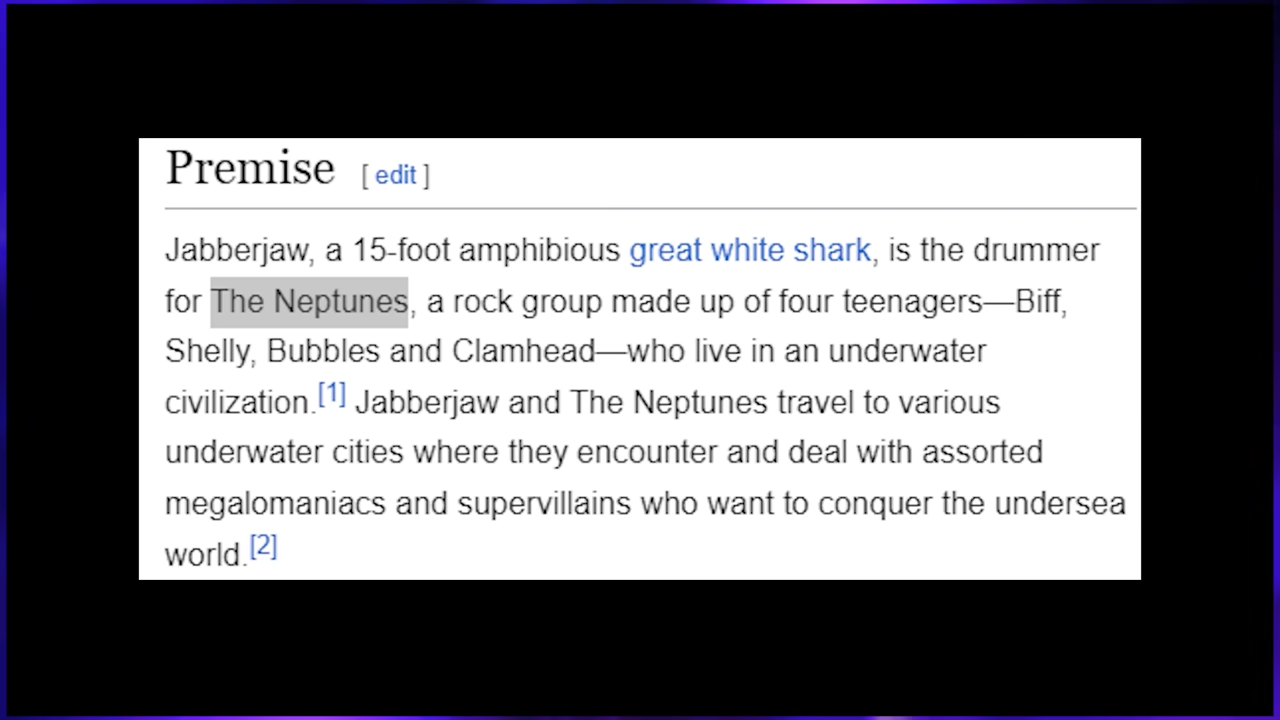 Premise [ edit ]
Jabberjaw, a 15-foot amphibious great white shark, is the drummer
for The Neptunes, a rock group made up of four teenagers—Biff,
Shelly, Bubbles and Clamhead—who live in an underwater
civilization.[1] Jabberjaw and The Neptunes travel to various
underwater cities where they encounter and deal with assorted
megalomaniacs and supervillains who want to conquer the undersea
world.[2]